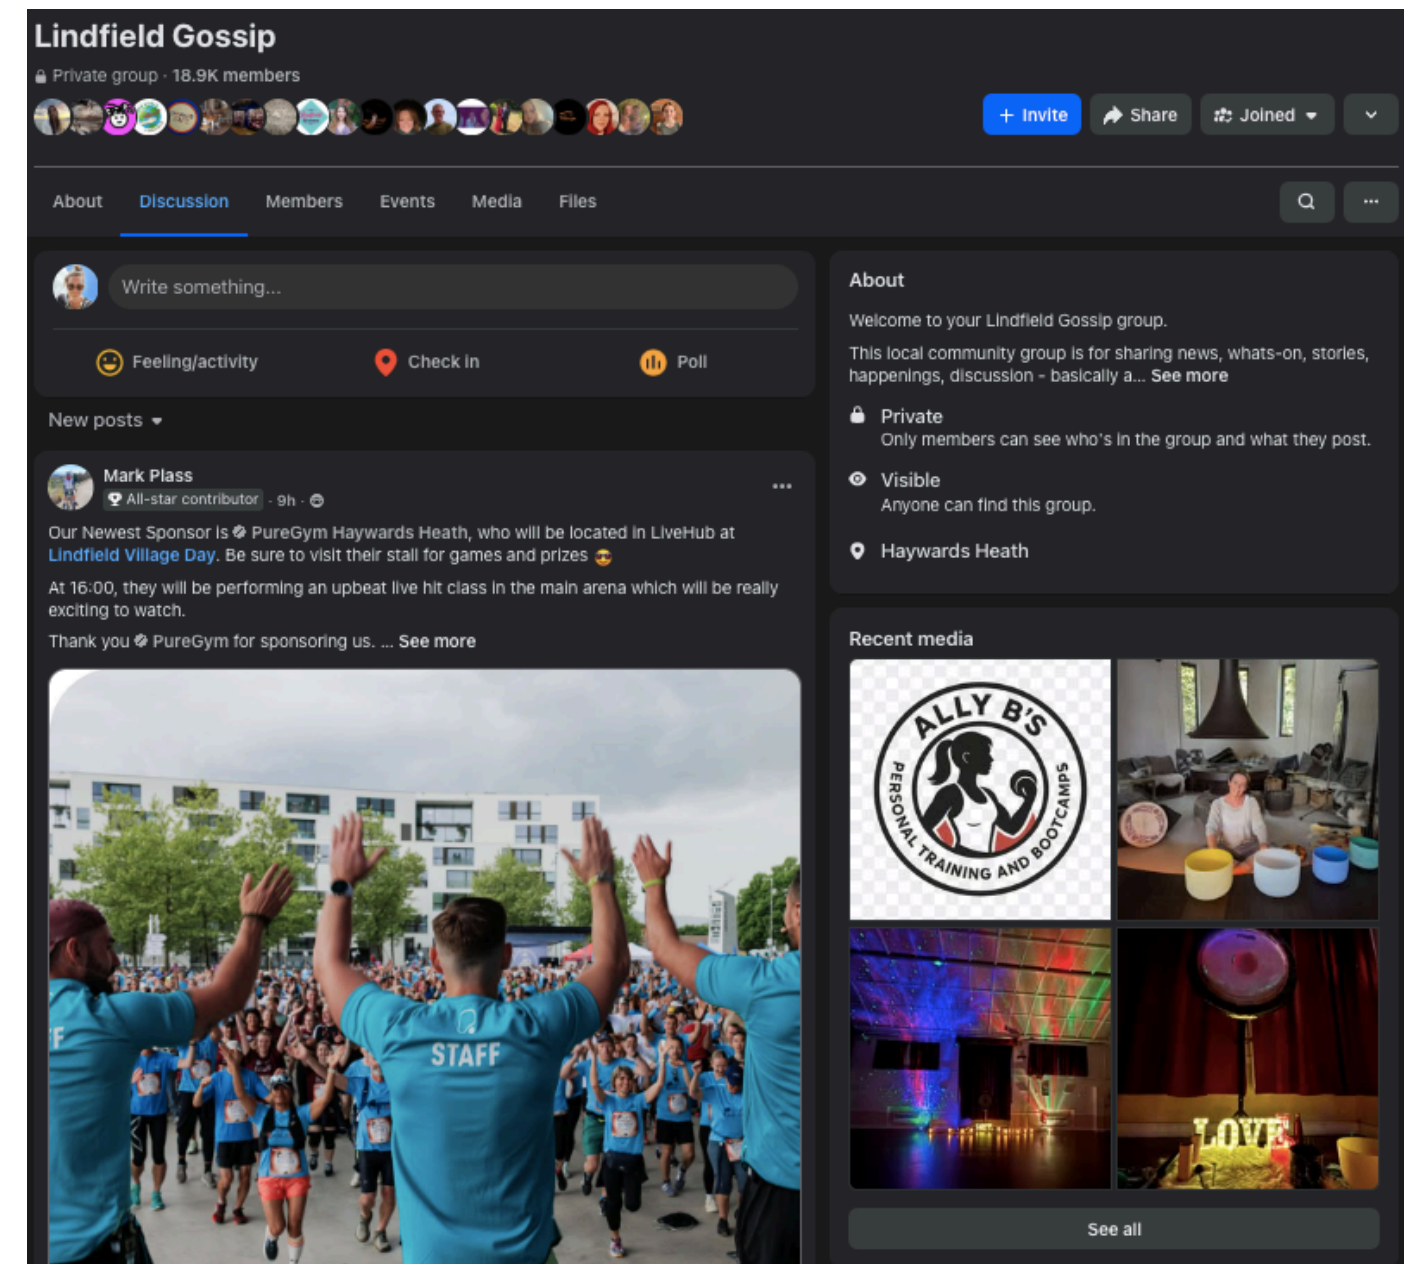 Lindfield Gossip
Private group · 18.9K members
+ Invite
Share
Joined
About
Discussion
Members
Events
Media
Files
Write something...
Feeling/activity
Check in
Poll
New posts
Mark Plass
All-star contributor · 9h ·
Our Newest Sponsor is PureGym Haywards Heath, who will be located in LiveHub at
Lindfield Village Day. Be sure to visit their stall for games and prizes 😎
At 16:00, they will be performing an upbeat live hit class in the main arena which will be really
exciting to watch.
Thank you PureGym for sponsoring us. ... See more
F
STAFF
About
Welcome to your Lindfield Gossip group.
This local community group is for sharing news, whats-on, stories,
happenings, discussion - basically a... See more
Private
Only members can see who's in the group and what they post.
Visible
Anyone can find this group.
Haywards Heath
Recent media
ALLY B'S
PERSONAL TRAINING AND BOOTCAMPS
LOVE
See all